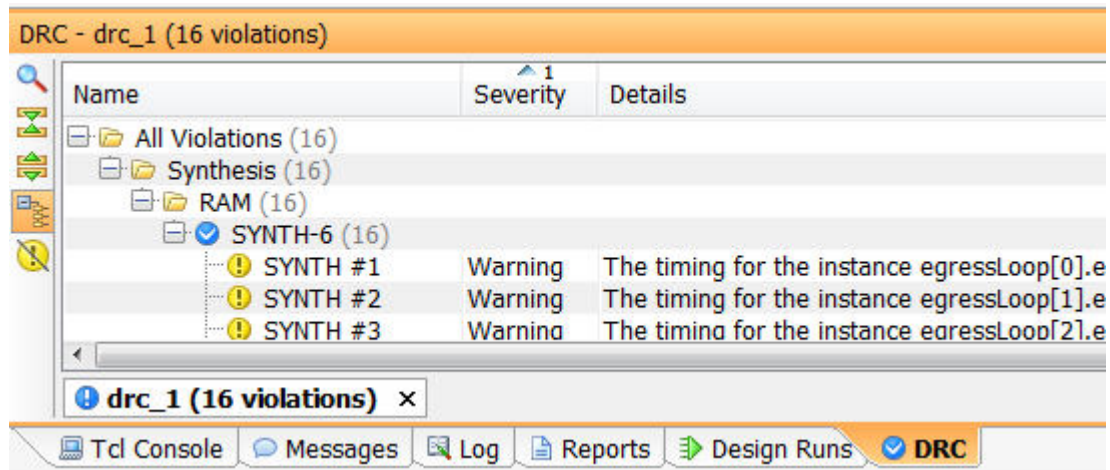 DRC - drc_1 (16 violations)
1
Name Severity Details
All Violations (16)
Synthesis (16)
RAM (16)
SYNTH-6 (16)
SYNTH #1 Warning The timing for the instance egressLoop[0].e
SYNTH #2 Warning The timing for the instance egressLoop[1].e
SYNTH #3 Warning The timing for the instance egressLoop[2].e
drc_1 (16 violations) ×
Tcl Console Messages Log Reports Design Runs DRC